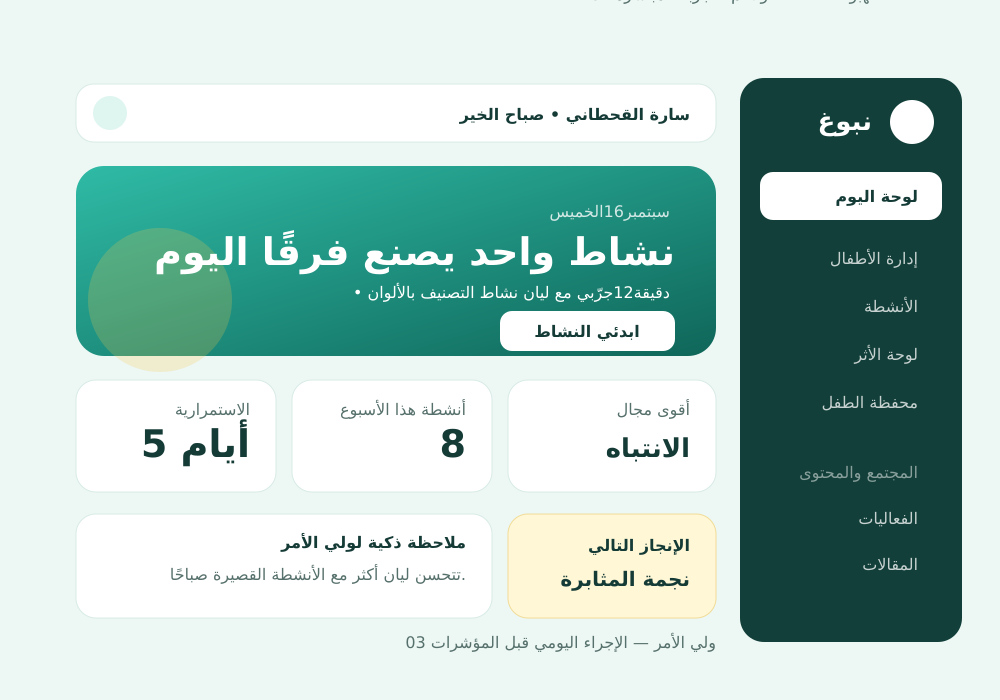 نبوغ
لوحة اليوم
إدارة الأطفال
الأنشطة
لوحة الأثر
محفظة الطفل
المجتمع والمحتوى
الفعاليات
المقالات
سارة القحطاني • صباح الخير
سبتمبر16الخميس
نشاط واحد يصنع فرقًا اليوم
دقيقة12جرّبي مع ليان نشاط التصنيف بالألوان •
ابدئي النشاط
أقوى مجال
الانتباه
أنشطة هذا الأسبوع
8
الاستمرارية
أيام 5
الإنجاز التالي
نجمة المثابرة
ملاحظة ذكية لولي الأمر
.تتحسن ليان أكثر مع الأنشطة القصيرة صباحًا
ولي الأمر — الإجراء اليومي قبل المؤشرات 03